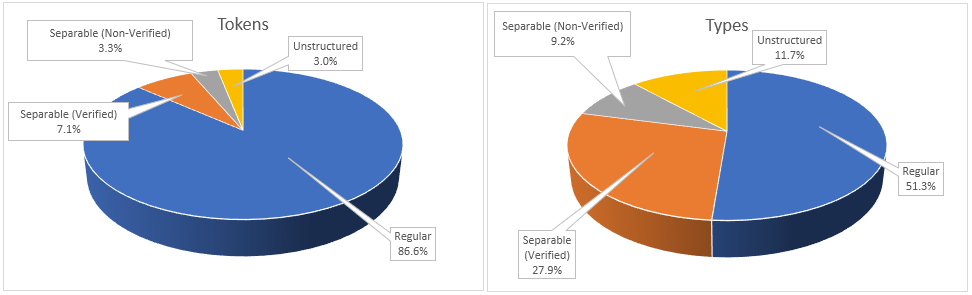 Tokens
Separable (Non-Verified)
3.3%
Unstructured
3.0%
Separable (Verified)
7.1%
Regular
86.6%
Types
Separable (Non-Verified)
9.2%
Unstructured
11.7%
Regular
51.3%
Separable
(Verified)
27.9%